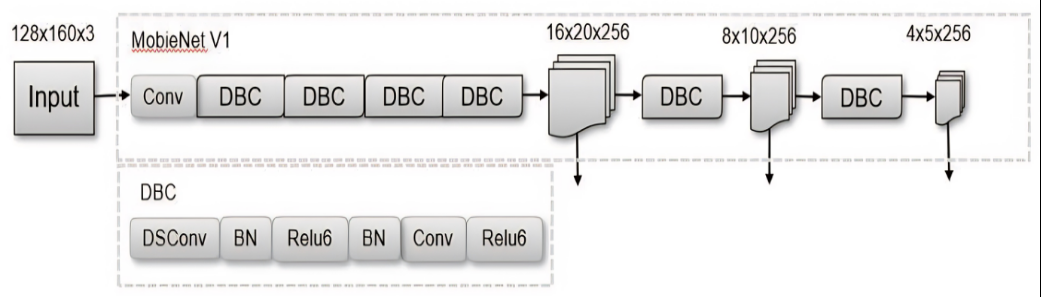 128x160x3
MobieNet V1
16x20x256
8x10x256
4x5x256
Input
Conv DBC DBC DBC DBC DBC DBC
DBC
DSConv BN Relu6 BN Conv Relu6